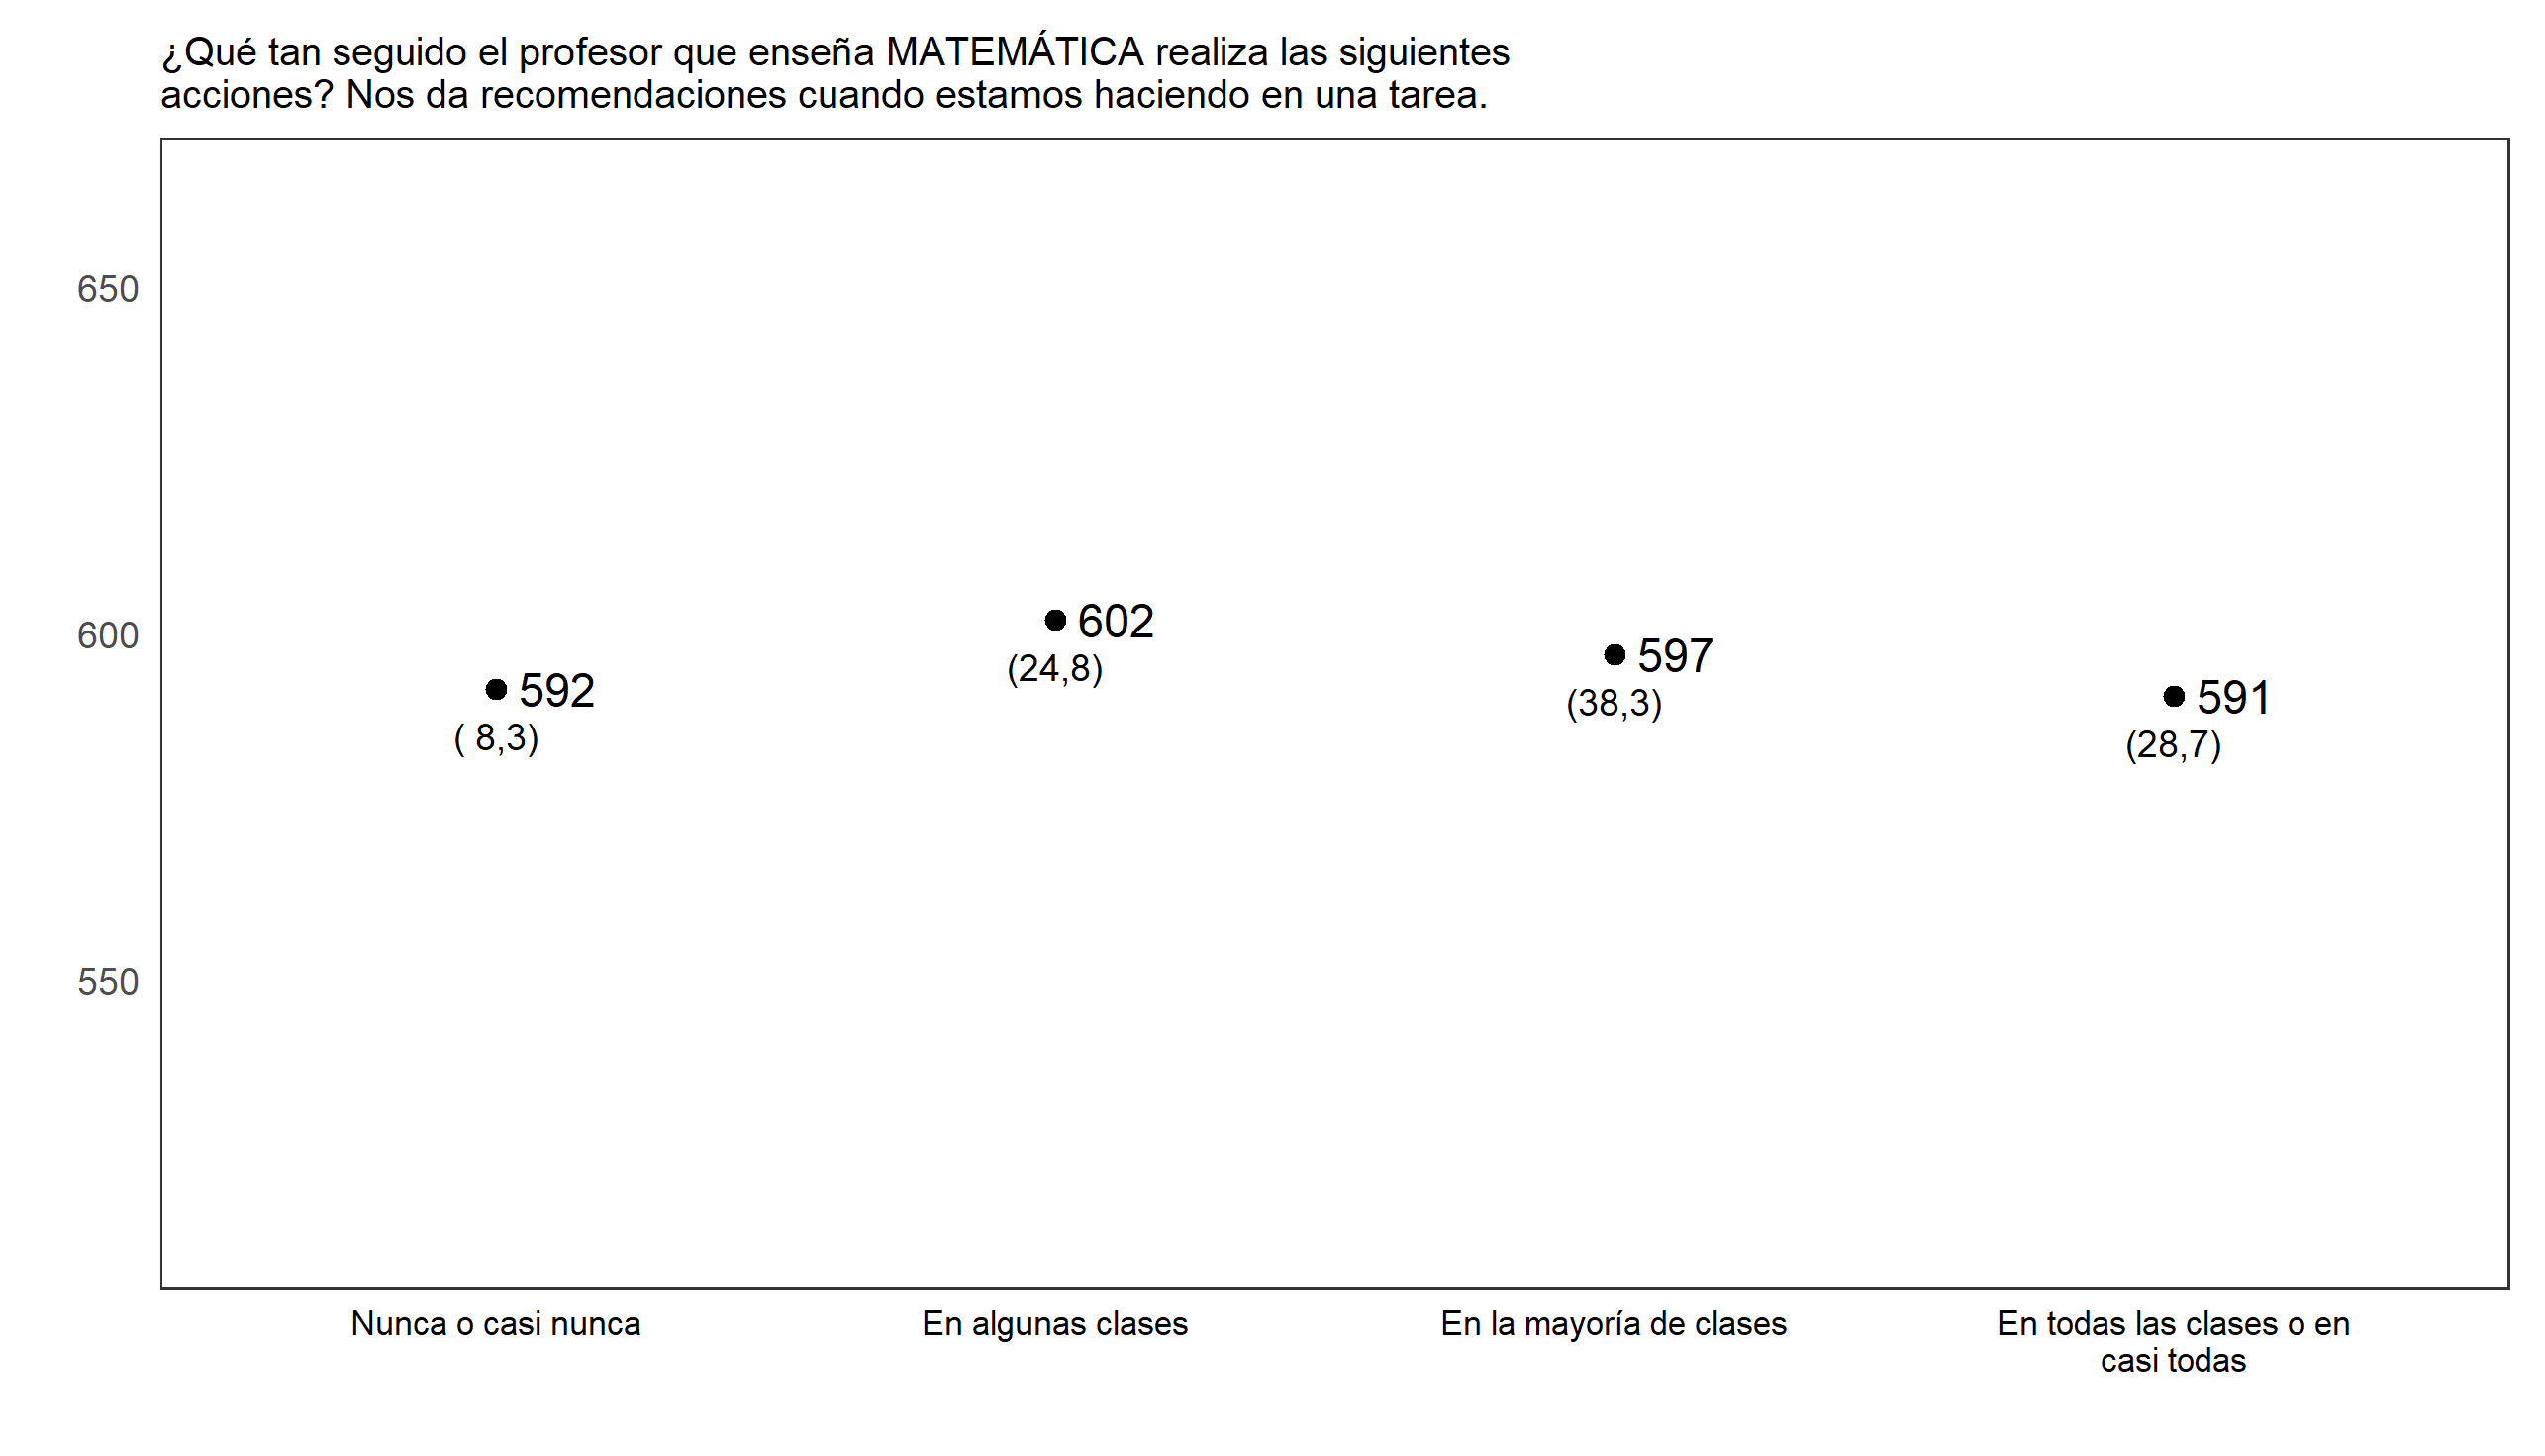 ¿Qué tan seguido el profesor que enseña MATEMÁTICA realiza las siguientes
acciones? Nos da recomendaciones cuando estamos haciendo en una tarea.
650
600
550
592
( 8,3)
602
(24,8)
597
(38,3)
591
(28,7)
Nunca o casi nunca
En algunas clases
En la mayoría de clases
En todas las clases o en
casi todas